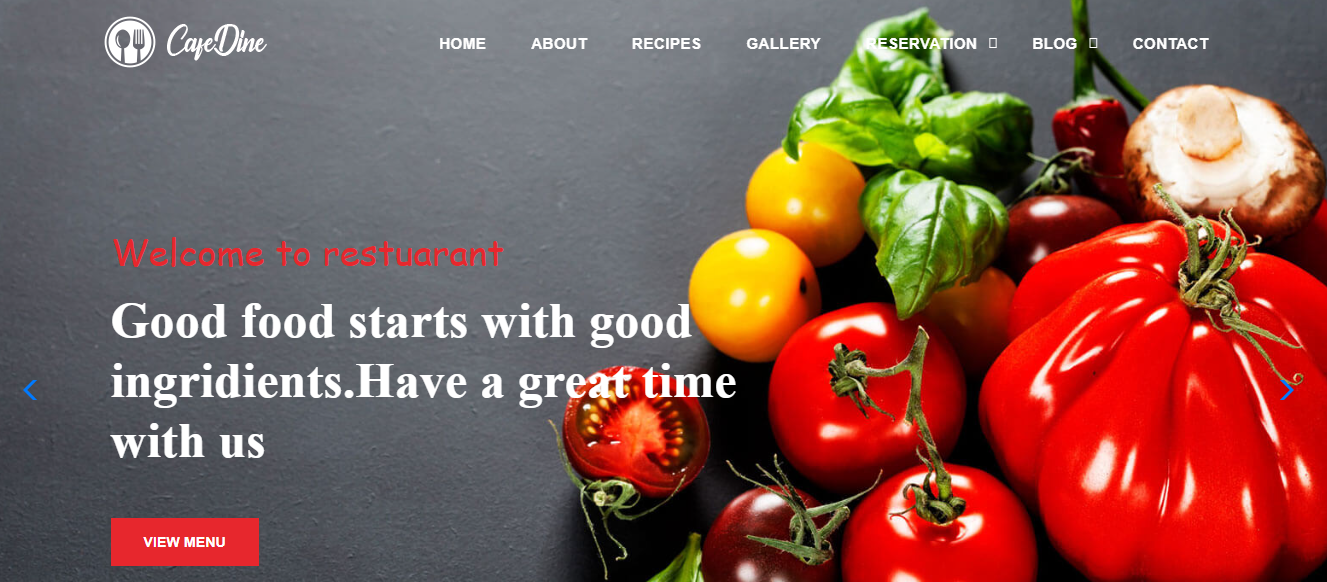 CafeDine
HOME ABOUT RECIPES GALLERY RESERVATION BLOG CONTACT
Welcome to restuarant
Good food starts with good
ingridients.Have a great time
with us
VIEW MENU